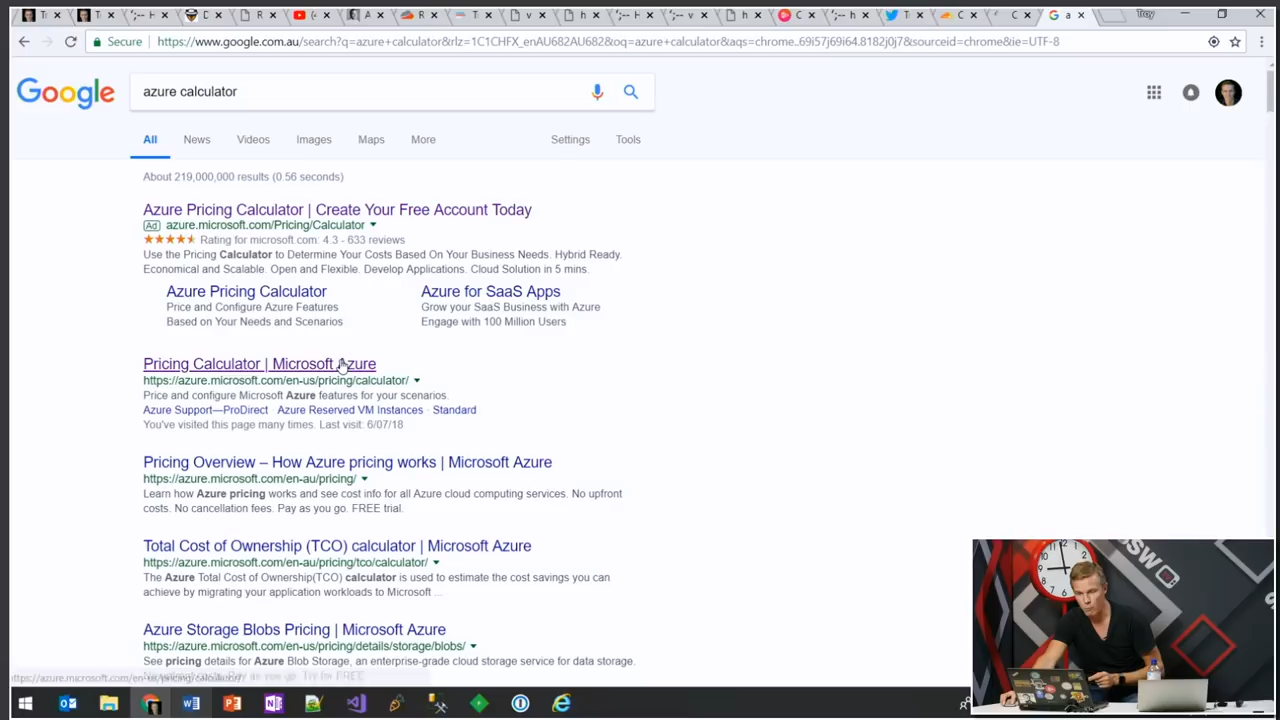 Troy
Secure
https://www.google.com.au/search?q=azure+calculator&rlz=1C1CHFX_enAU682AU682&oq=azure+calculator&aqs=chrome..69i57j69i64.8182j0j7&sourceid=chrome&ie=UTF-8
Google
azure calculator
All News Videos Images Maps More Settings Tools
About 219,000,000 results (0.56 seconds)
Azure Pricing Calculator | Create Your Free Account Today
Ad azure.microsoft.com/Pricing/Calculator
Rating for microsoft.com: 4.3 - 633 reviews
Use the Pricing Calculator to Determine Your Costs Based On Your Business Needs. Hybrid Ready.
Economical and Scalable. Open and Flexible. Develop Applications. Cloud Solution in 5 mins.
Azure Pricing Calculator Azure for SaaS Apps
Price and Configure Azure Features Grow your SaaS Business with Azure
Based on Your Needs and Scenarios Engage with 100 Million Users
Pricing Calculator | Microsoft Azure
https://azure.microsoft.com/en-us/pricing/calculator/
Price and configure Microsoft Azure features for your scenarios.
Azure Support—ProDirect · Azure Reserved VM Instances · Standard
You've visited this page many times. Last visit: 6/07/18
Pricing Overview – How Azure pricing works | Microsoft Azure
https://azure.microsoft.com/en-au/pricing/
Learn how Azure pricing works and see cost info for all Azure cloud computing services. No upfront
costs. No cancellation fees. Pay as you go. FREE trial.
Total Cost of Ownership (TCO) calculator | Microsoft Azure
https://azure.microsoft.com/en-au/pricing/tco/calculator/
The Azure Total Cost of Ownership(TCO) calculator is used to estimate the cost savings you can
achieve by migrating your application workloads to Microsoft ...
Azure Storage Blobs Pricing | Microsoft Azure
https://azure.microsoft.com/en-us/pricing/details/storage/blobs/
See pricing details for Azure Blob Storage, an enterprise-grade cloud storage service for data storage.
https://azure.microsoft.com/en-us/pricing/calculator/